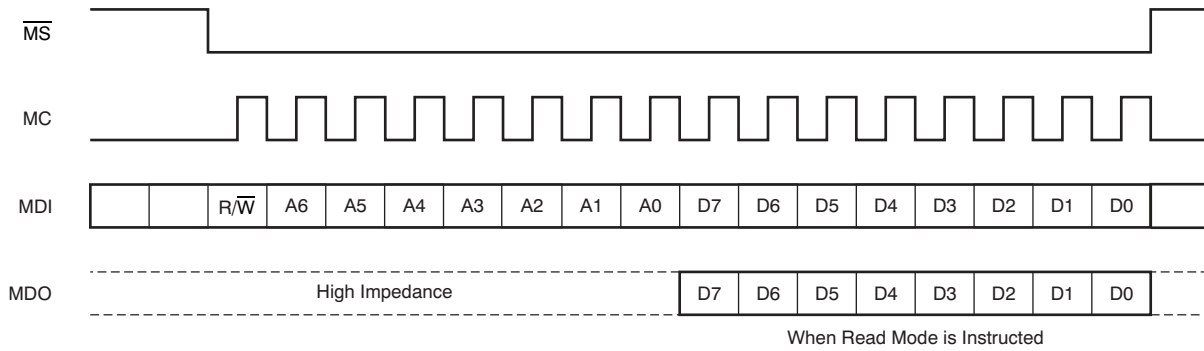 MS
MC
MDI R/W A6 A5 A4 A3 A2 A1 A0 D7 D6 D5 D4 D3 D2 D1 D0
MDO High Impedance D7 D6 D5 D4 D3 D2 D1 D0
When Read Mode is Instructed